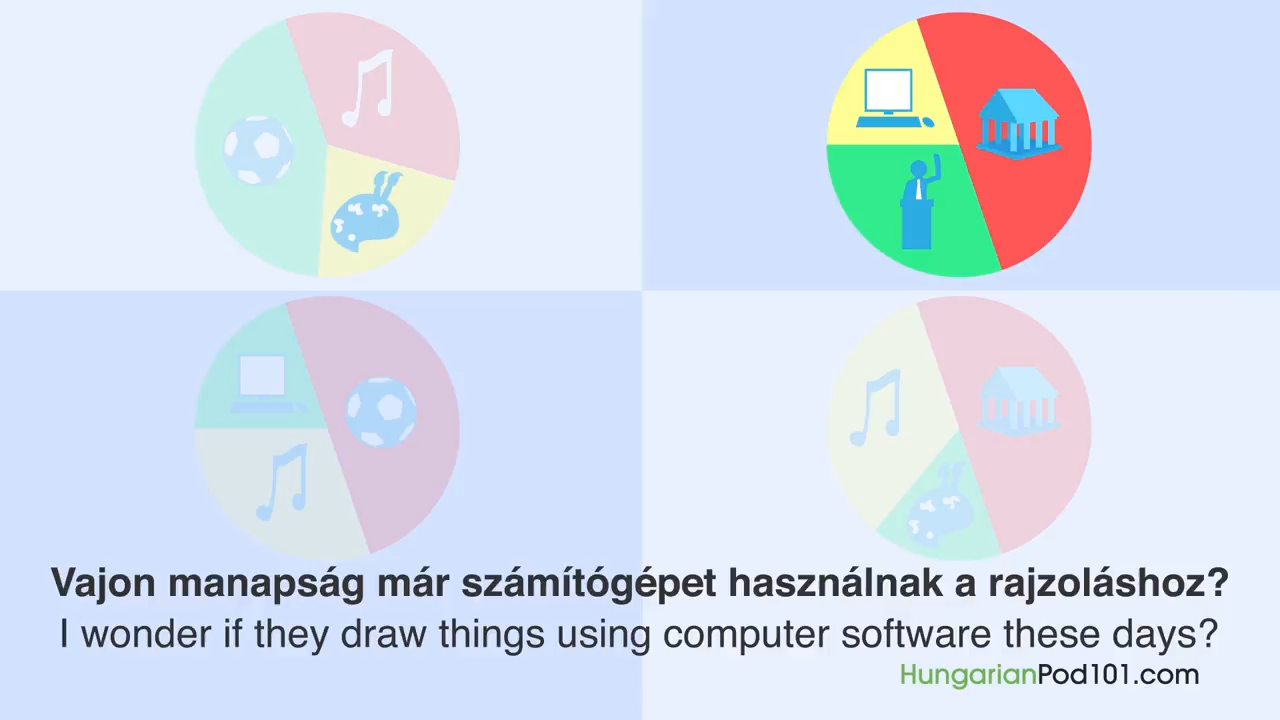 Vajon manapság már számítógépet használnak a rajzoláshoz?
I wonder if they draw things using computer software these days?
HungarianPod101.com